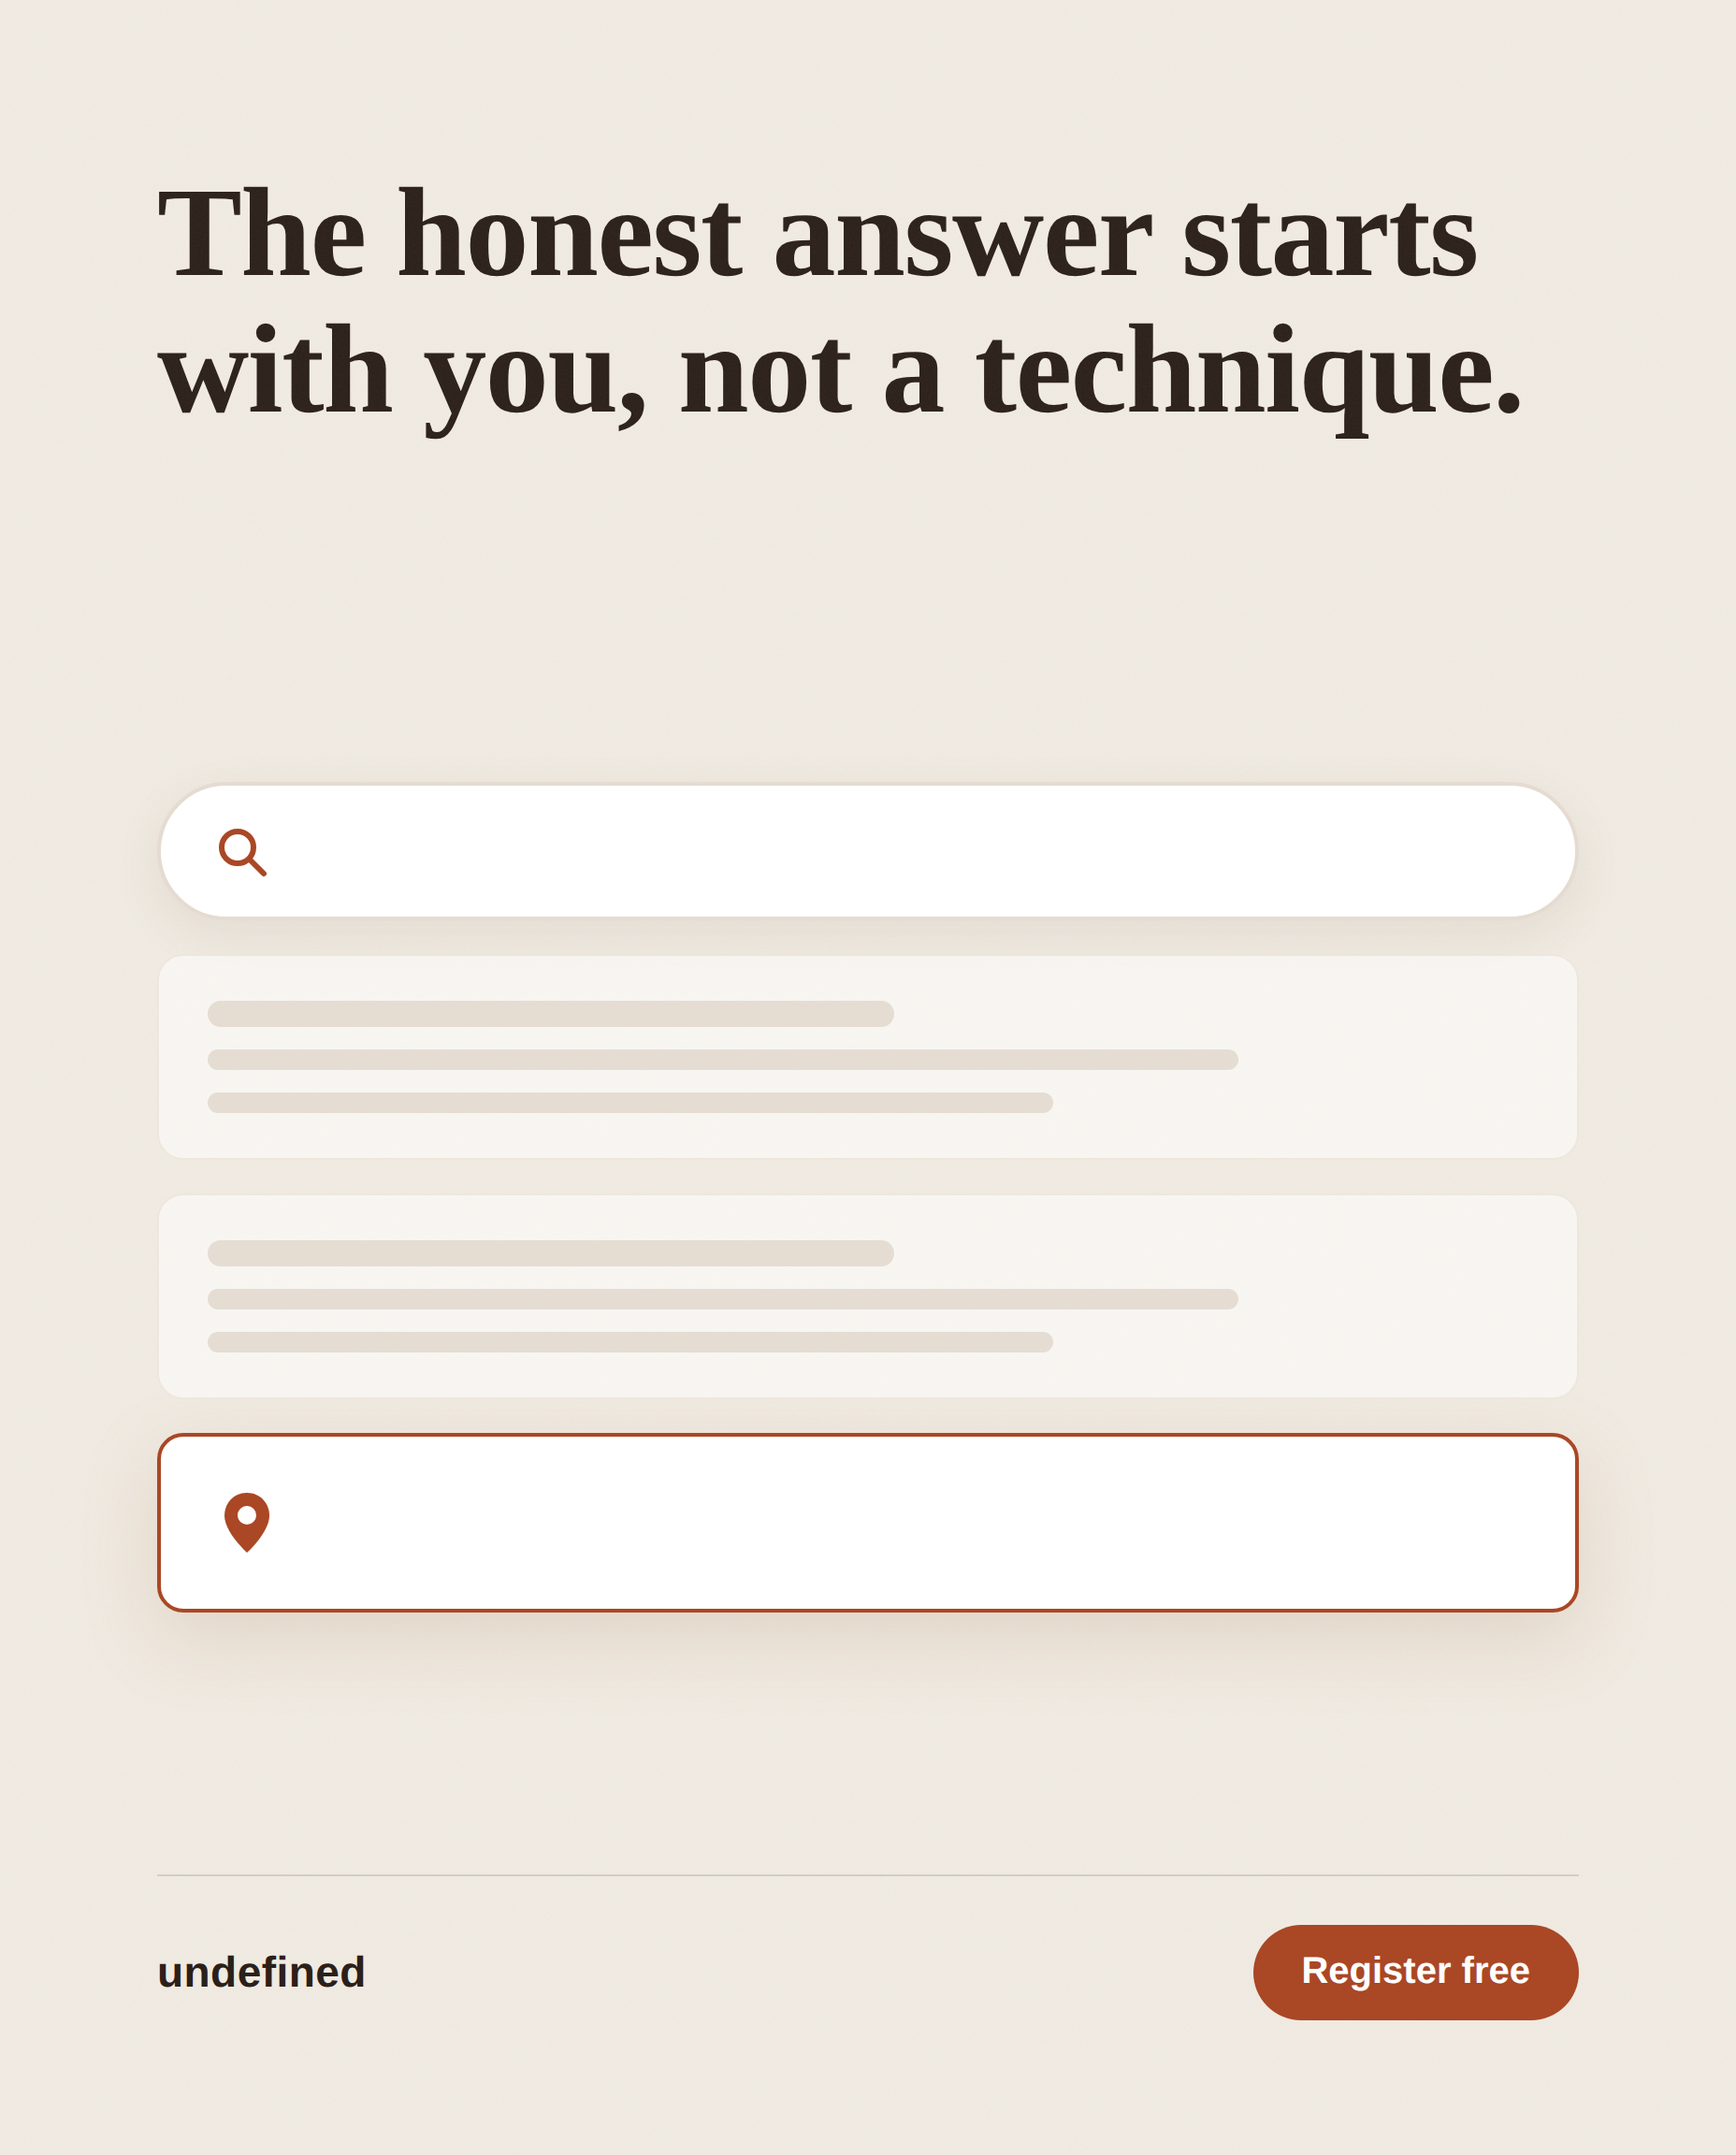 The honest answer starts
with you, not a technique.
undefined
Register free